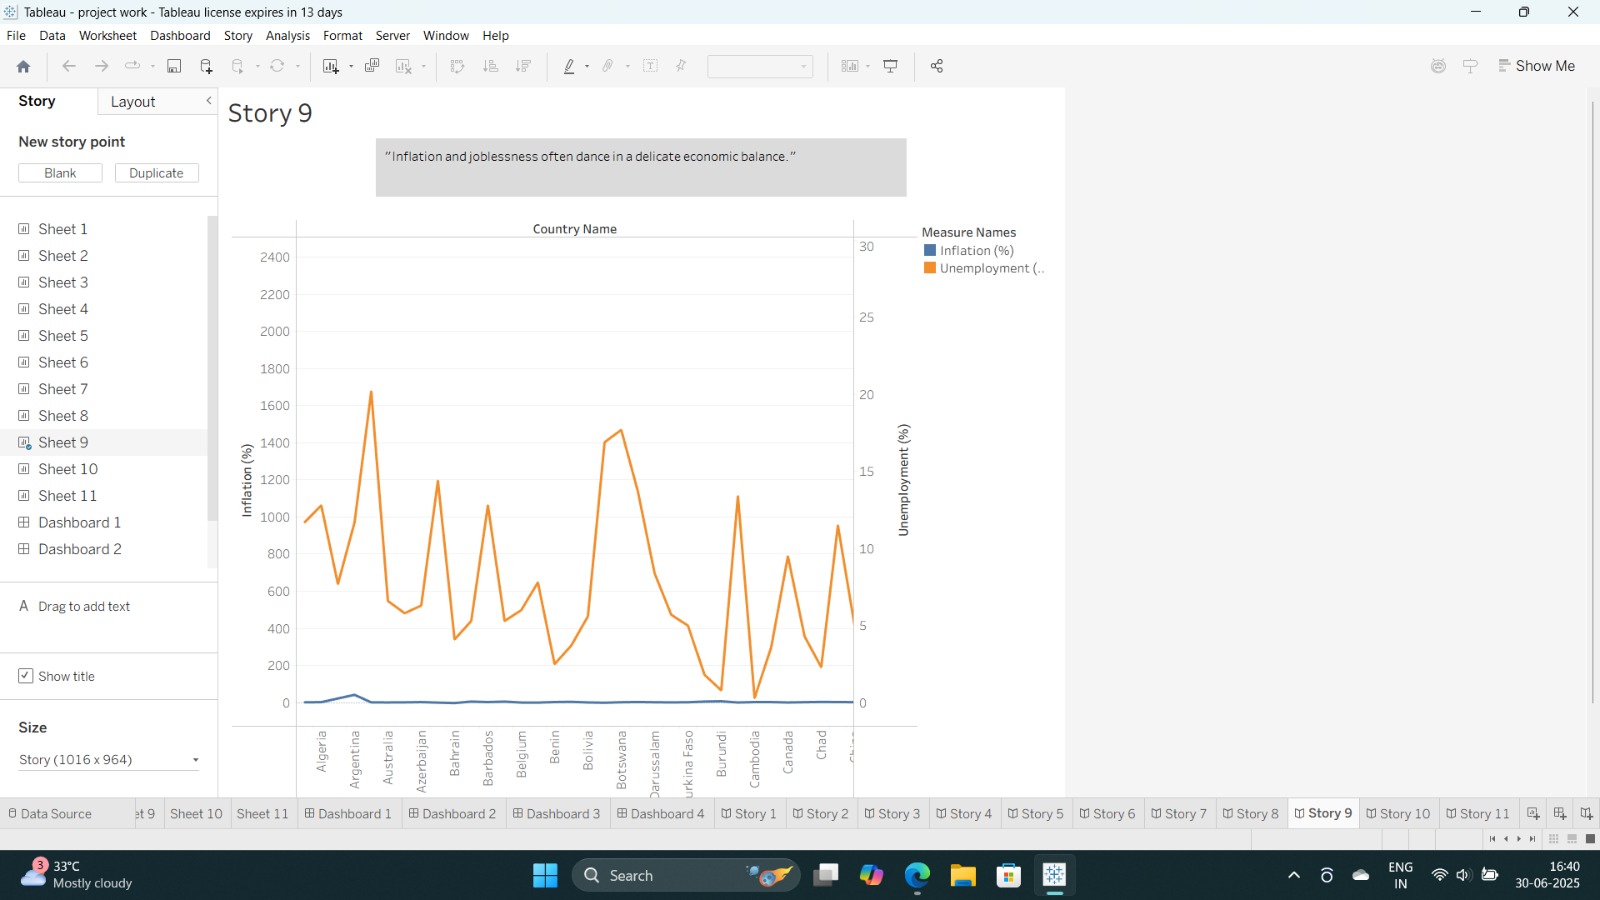 Tableau - project work - Tableau license expires in 13 days
File Data Worksheet Dashboard Story Analysis Format Server Window Help
Show Me
Story Layout
New story point
Blank Duplicate
Sheet 1
Sheet 2
Sheet 3
Sheet 4
Sheet 5
Sheet 6
Sheet 7
Sheet 8
Sheet 9
Sheet 10
Sheet 11
Dashboard 1
Dashboard 2
A Drag to add text
Show title
Size
Story (1016 x 964)
Story 9
"Inflation and joblessness often dance in a delicate economic balance."
Country Name
2400
2200
2000
1800
1600
1400
1200
1000
800
600
400
200
0
Inflation (%)
30
25
20
15
10
5
0
Unemployment (%)
Algeria
Argentina
Australia
Azerbaijan
Bahrain
Barbados
Belgium
Benin
Bolivia
Botswana
Darussalam
urkina Faso
Burundi
Cambodia
Canada
Chad
Measure Names
Inflation (%)
Unemployment (..
Data Source et 9 Sheet 10 Sheet 11 Dashboard 1 Dashboard 2 Dashboard 3 Dashboard 4 Story 1 Story 2 Story 3 Story 4 Story 5 Story 6 Story 7 Story 8 Story 9 Story 10 Story 11
3
33°C
Mostly cloudy
Search
ENG
IN
16:40
30-06-2025